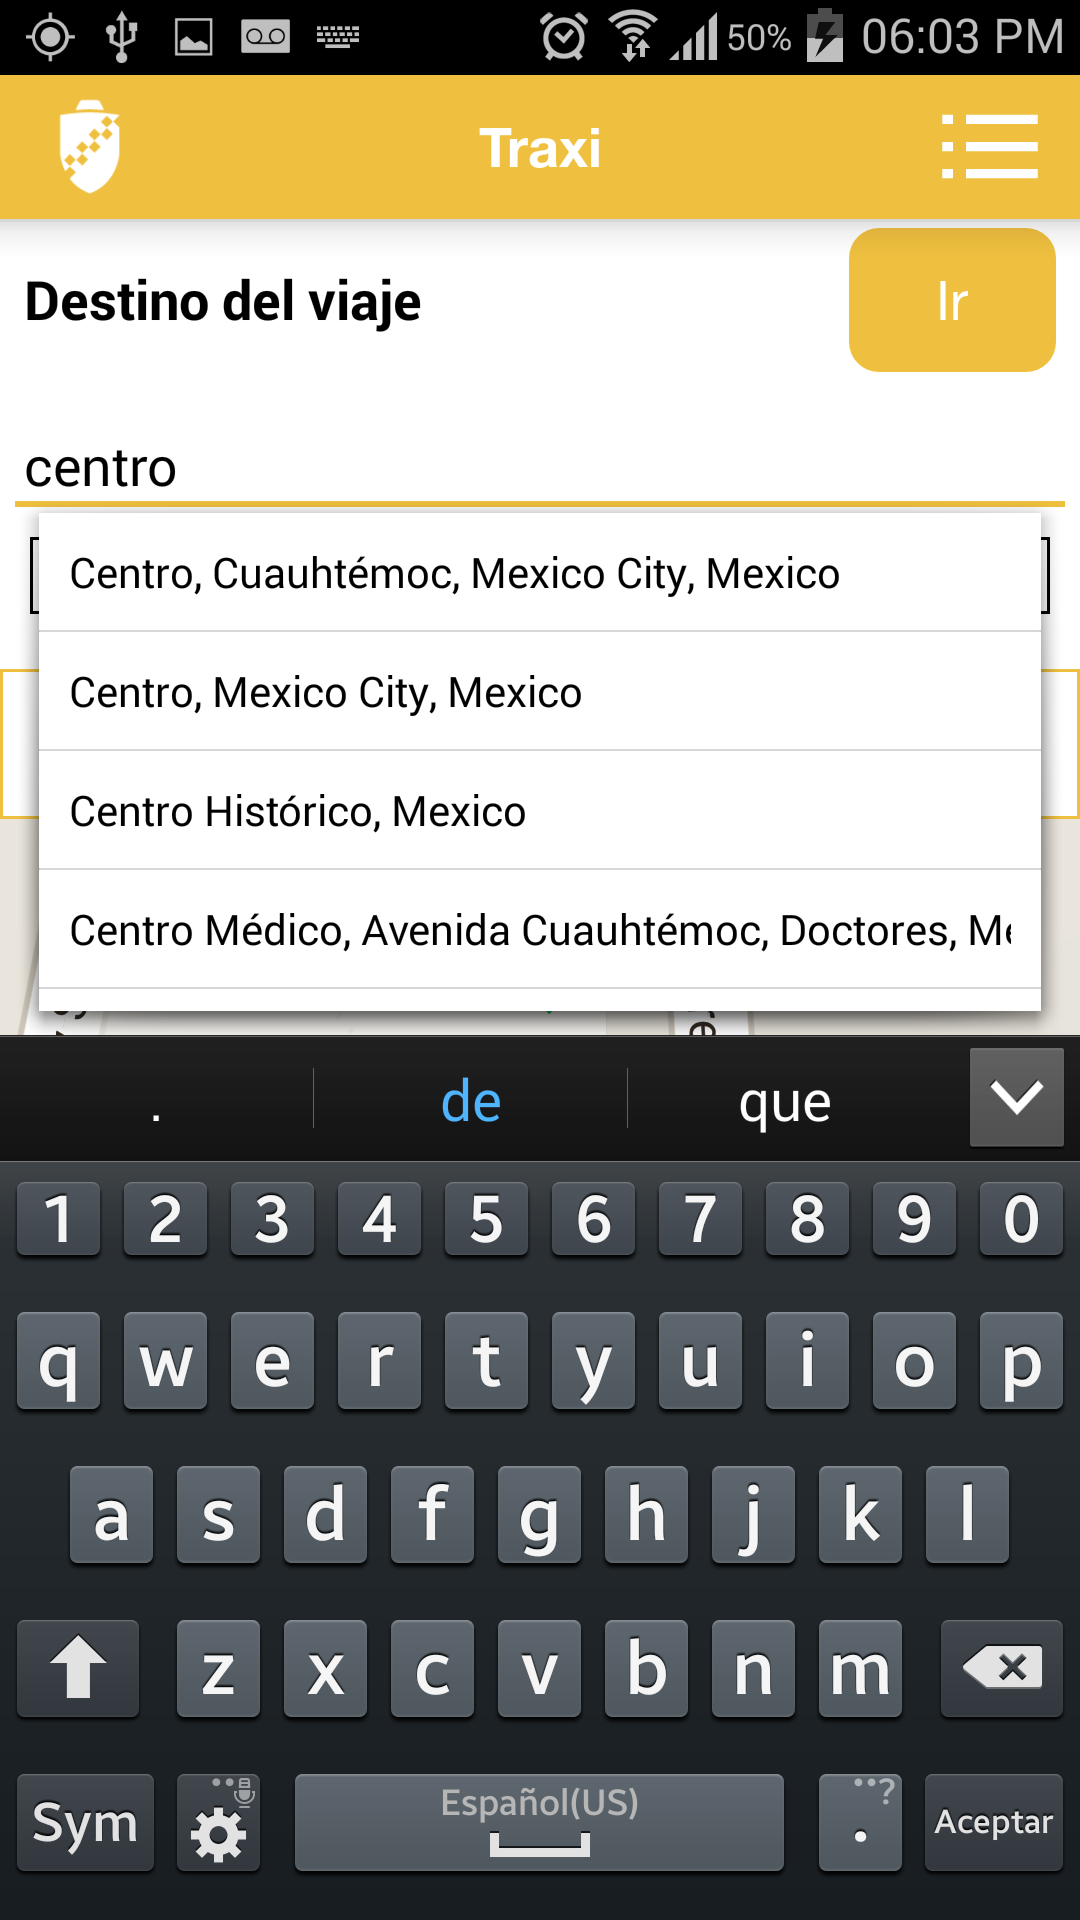 50% 06:03 PM
Traxi
Destino del viaje
Ir
centro
Centro, Cuauhtémoc, Mexico City, Mexico
Centro, Mexico City, Mexico
Centro Histórico, Mexico
Centro Médico, Avenida Cuauhtémoc, Doctores, Me
. de que
1 2 3 4 5 6 7 8 9 0
q w e r t y u i o p
a s d f g h j k l
z x c v b n m
?
Español(US)
Sym . Aceptar